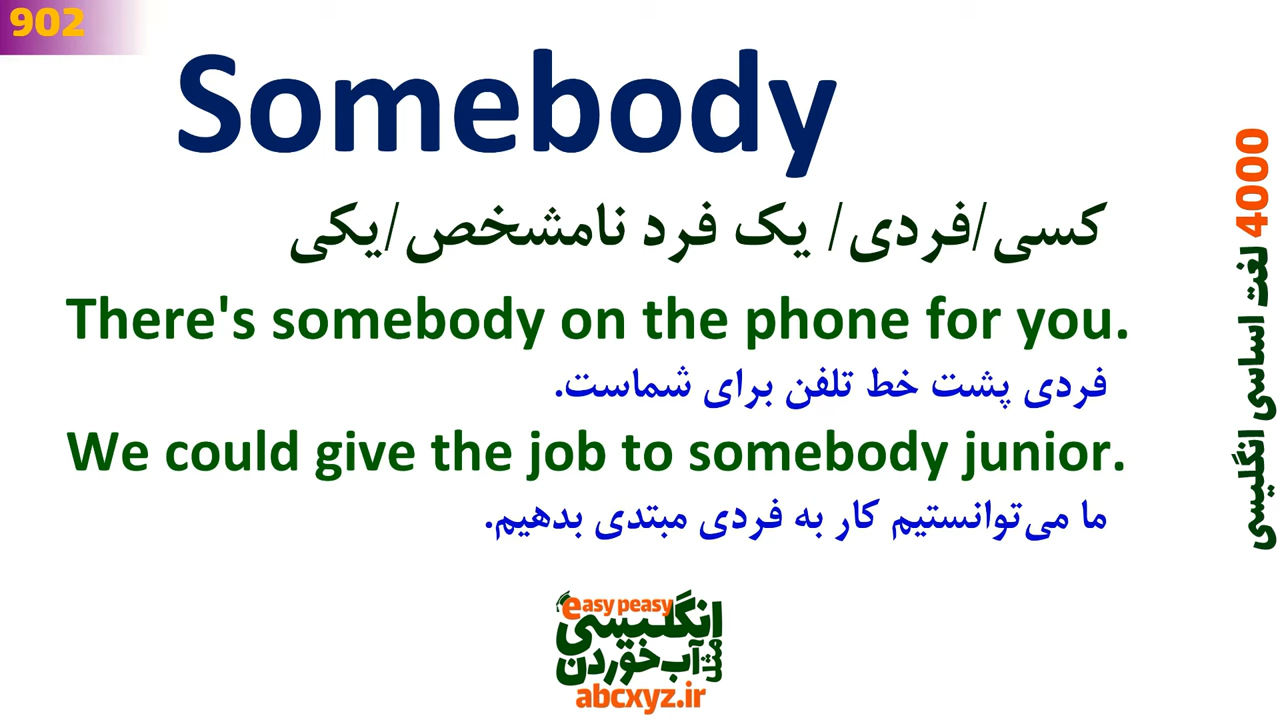 902
Somebody
کسی/فردی/ یک فرد نامشخص/یکی
There's somebody on the phone for you.
فردی پشت خط تلفن برای شماست.
We could give the job to somebody junior.
ما می‌توانستیم کار به فردی مبتدی بدهیم.
4000 لغت اساسی انگلیسی
easy peasy
انگلیسی
مثل آب خوردن
abcxyz.ir